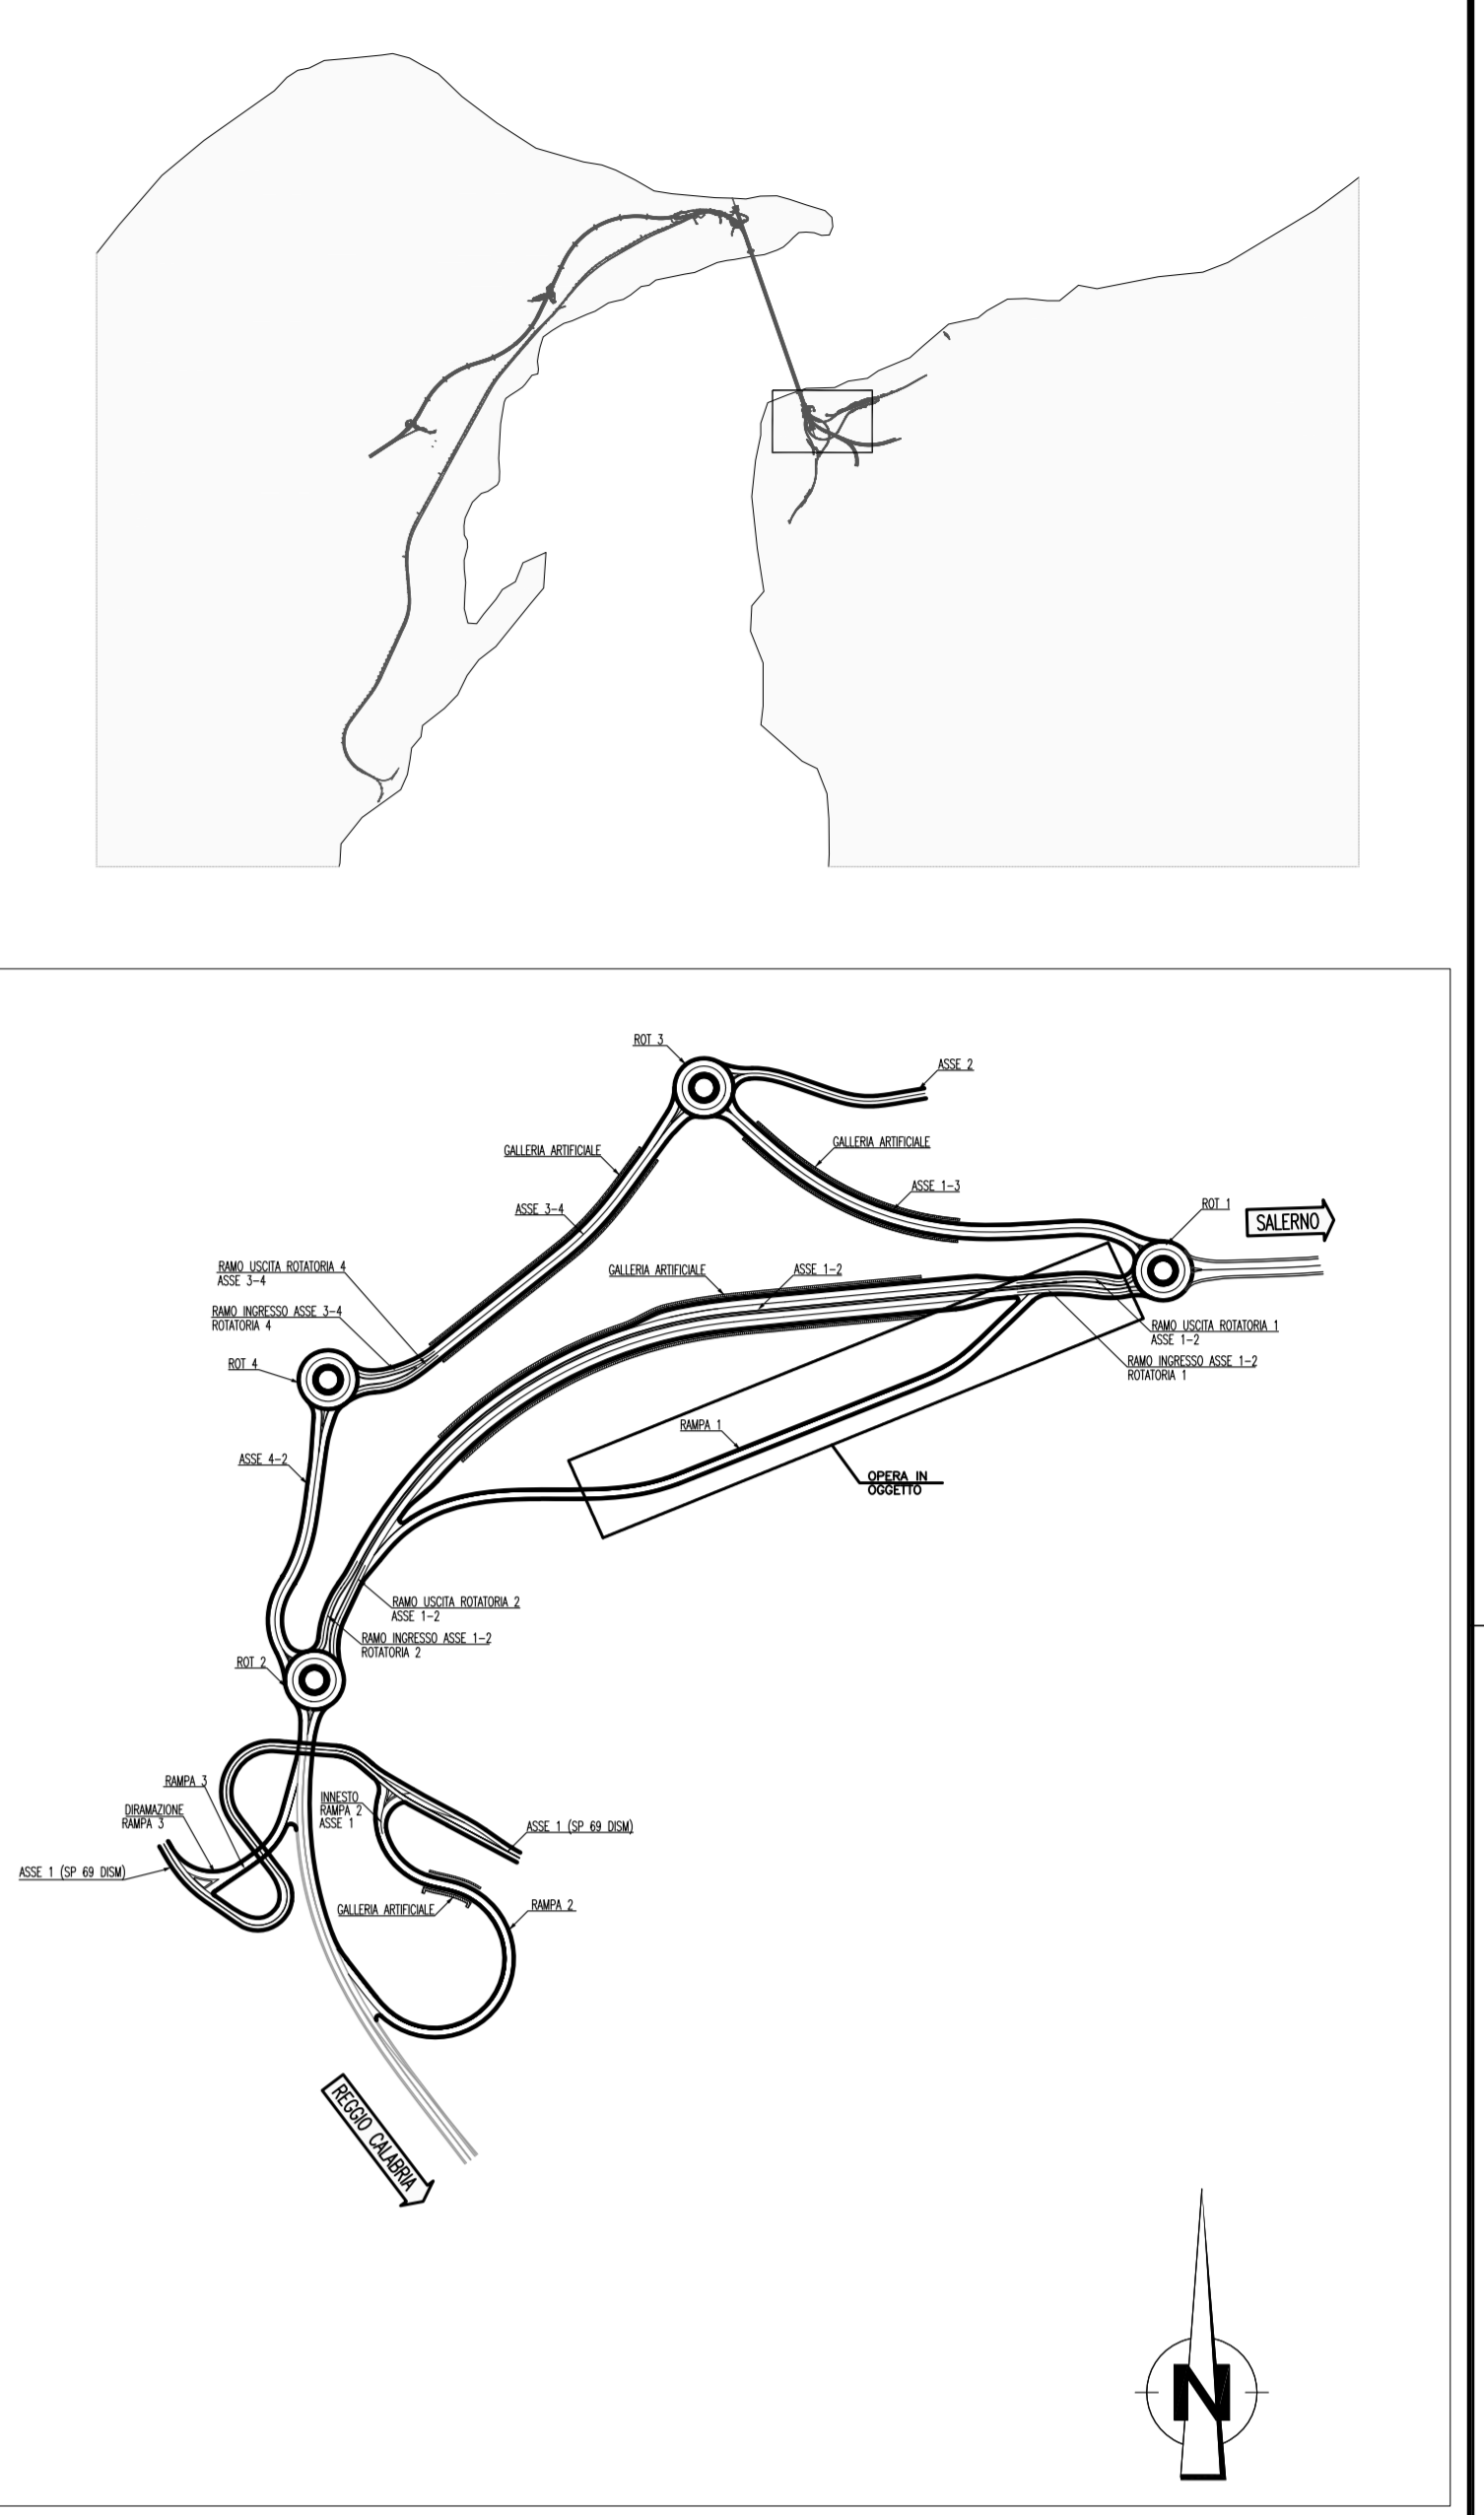 ROT 3
ASSE 2
GALLERIA ARTIFICIALE
GALLERIA ARTIFICIALE
ASSE 1-3
ASSE 3-4
ROT 1
SALERNO
RAMO USCITA ROTATORIA 4
ASSE 3-4
GALLERIA ARTIFICIALE
ASSE 1-2
RAMO INGRESSO ASSE 3-4
ROTATORIA 4
RAMO USCITA ROTATORIA 1
ASSE 1-2
ROT 4
RAMO INGRESSO ASSE 1-2
ROTATORIA 1
RAMPA 1
ASSE 4-2
OPERA IN
OGGETTO
RAMO USCITA ROTATORIA 2
ASSE 1-2
RAMO INGRESSO ASSE 1-2
ROTATORIA 2
ROT 2
RAMPA 3
DIRAMAZIONE
RAMPA 3
INNESTO
RAMPA 2
ASSE 1
ASSE 1 (SP 69 DISM)
ASSE 1 (SP 69 DISM)
GALLERIA ARTIFICIALE
RAMPA 2
REGGIO CALABRIA
N